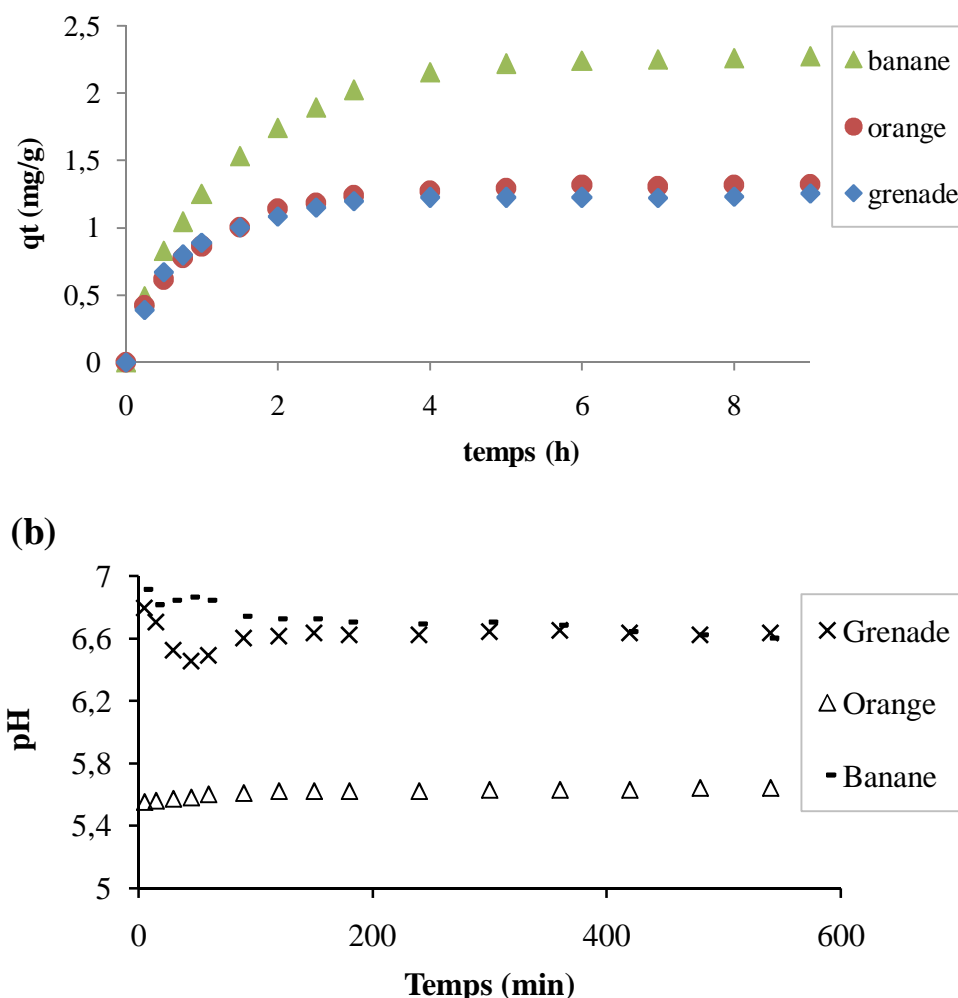 2,5
2
1,5
1
0,5
0
qt (mg/g)
0 2 4 6 8
temps (h)
banane
orange
grenade
(b)
7
6,6
6,2
5,8
5,4
5
pH
0 200 400 600
Temps (min)
Grenade
Orange
Banane